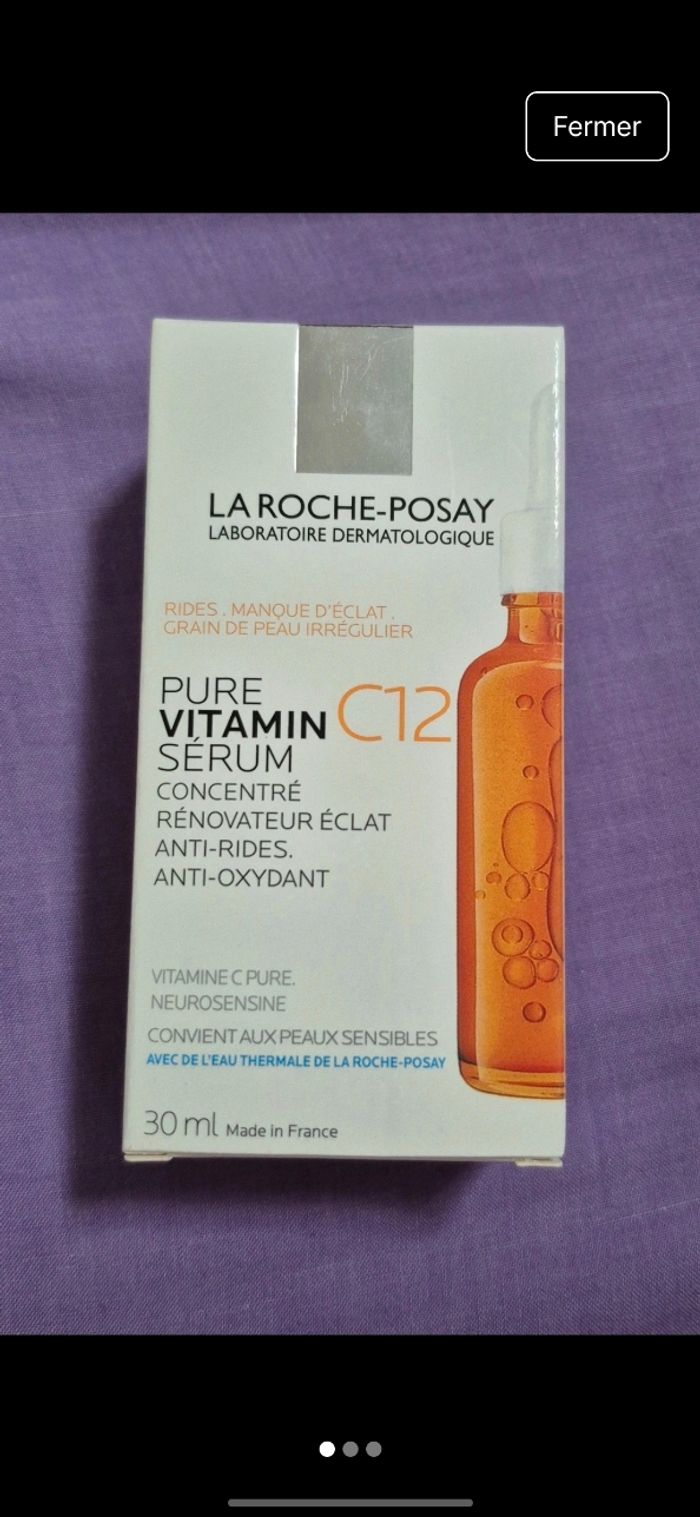 Fermer
LA ROCHE-POSAY
LABORATOIRE DERMATOLOGIQUE
RIDES . MANQUE D'ÉCLAT .
GRAIN DE PEAU IRRÉGULIER
PURE
VITAMIN C12
SÉRUM
CONCENTRÉ
RÉNOVATEUR ÉCLAT
ANTI-RIDES.
ANTI-OXYDANT
VITAMINE C PURE.
NEUROSENSINE
CONVIENT AUX PEAUX SENSIBLES
AVEC DE L'EAU THERMALE DE LA ROCHE-POSAY
30 ml Made in France